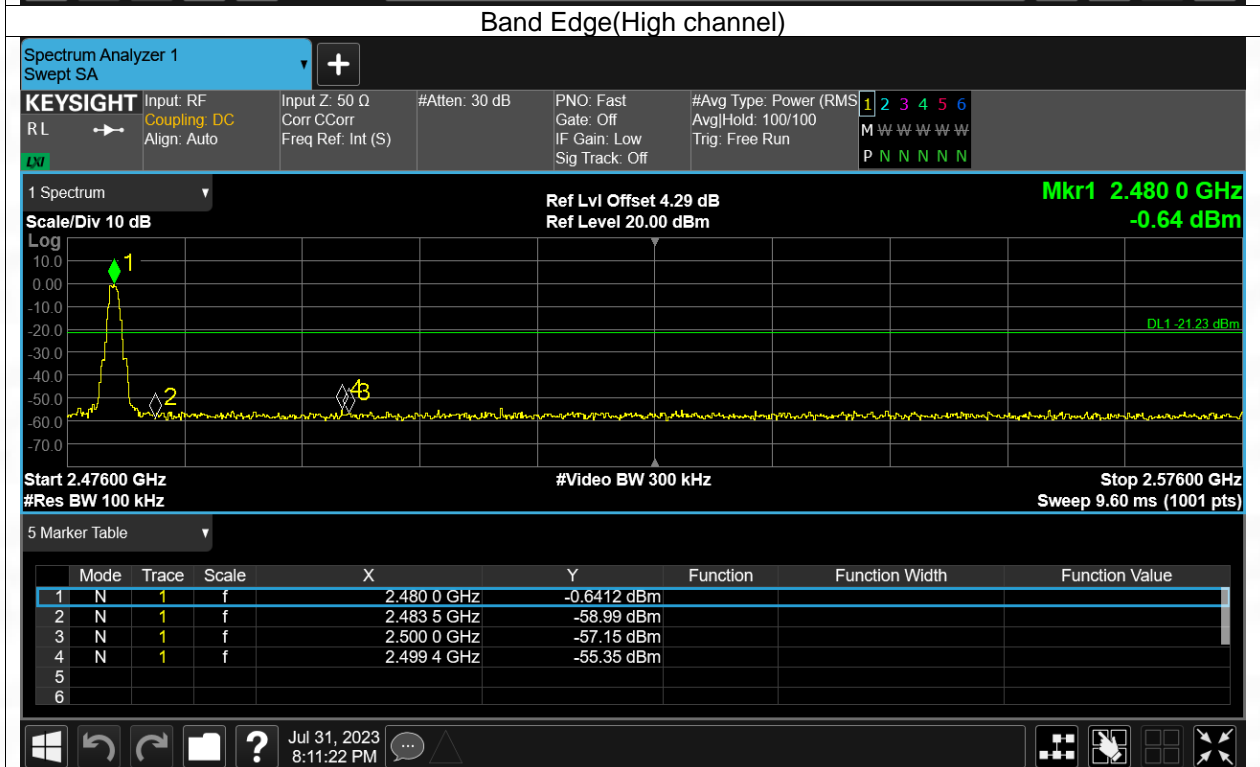 Band Edge(High channel)
Spectrum Analyzer 1
Swept SA
+
KEYSIGHT Input: RF Input Z: 50 Ω #Atten: 30 dB PNO: Fast #Avg Type: Power (RMS 1 2 3 4 5 6
RL Coupling: DC Corr CCorr Gate: Off Avg|Hold: 100/100 M W W W W W
Align: Auto Freq Ref: Int (S) IF Gain: Low Trig: Free Run
LXI Sig Track: Off P N N N N N
1 Spectrum Ref Lvl Offset 4.29 dB Mkr1 2.480 0 GHz
Scale/Div 10 dB Ref Level 20.00 dBm -0.64 dBm
Log
10.0 1
0.00
-10.0
-20.0 DL1 -21.23 dBm
-30.0
-40.0
-50.0 2 4 3
-60.0
-70.0
Start 2.47600 GHz #Video BW 300 kHz Stop 2.57600 GHz
#Res BW 100 kHz Sweep 9.60 ms (1001 pts)
5 Marker Table
Mode Trace Scale X Y Function Function Width Function Value
1 N 1 f 2.480 0 GHz -0.6412 dBm
2 N 1 f 2.483 5 GHz -58.99 dBm
3 N 1 f 2.500 0 GHz -57.15 dBm
4 N 1 f 2.499 4 GHz -55.35 dBm
5
6
? Jul 31, 2023
8:11:22 PM